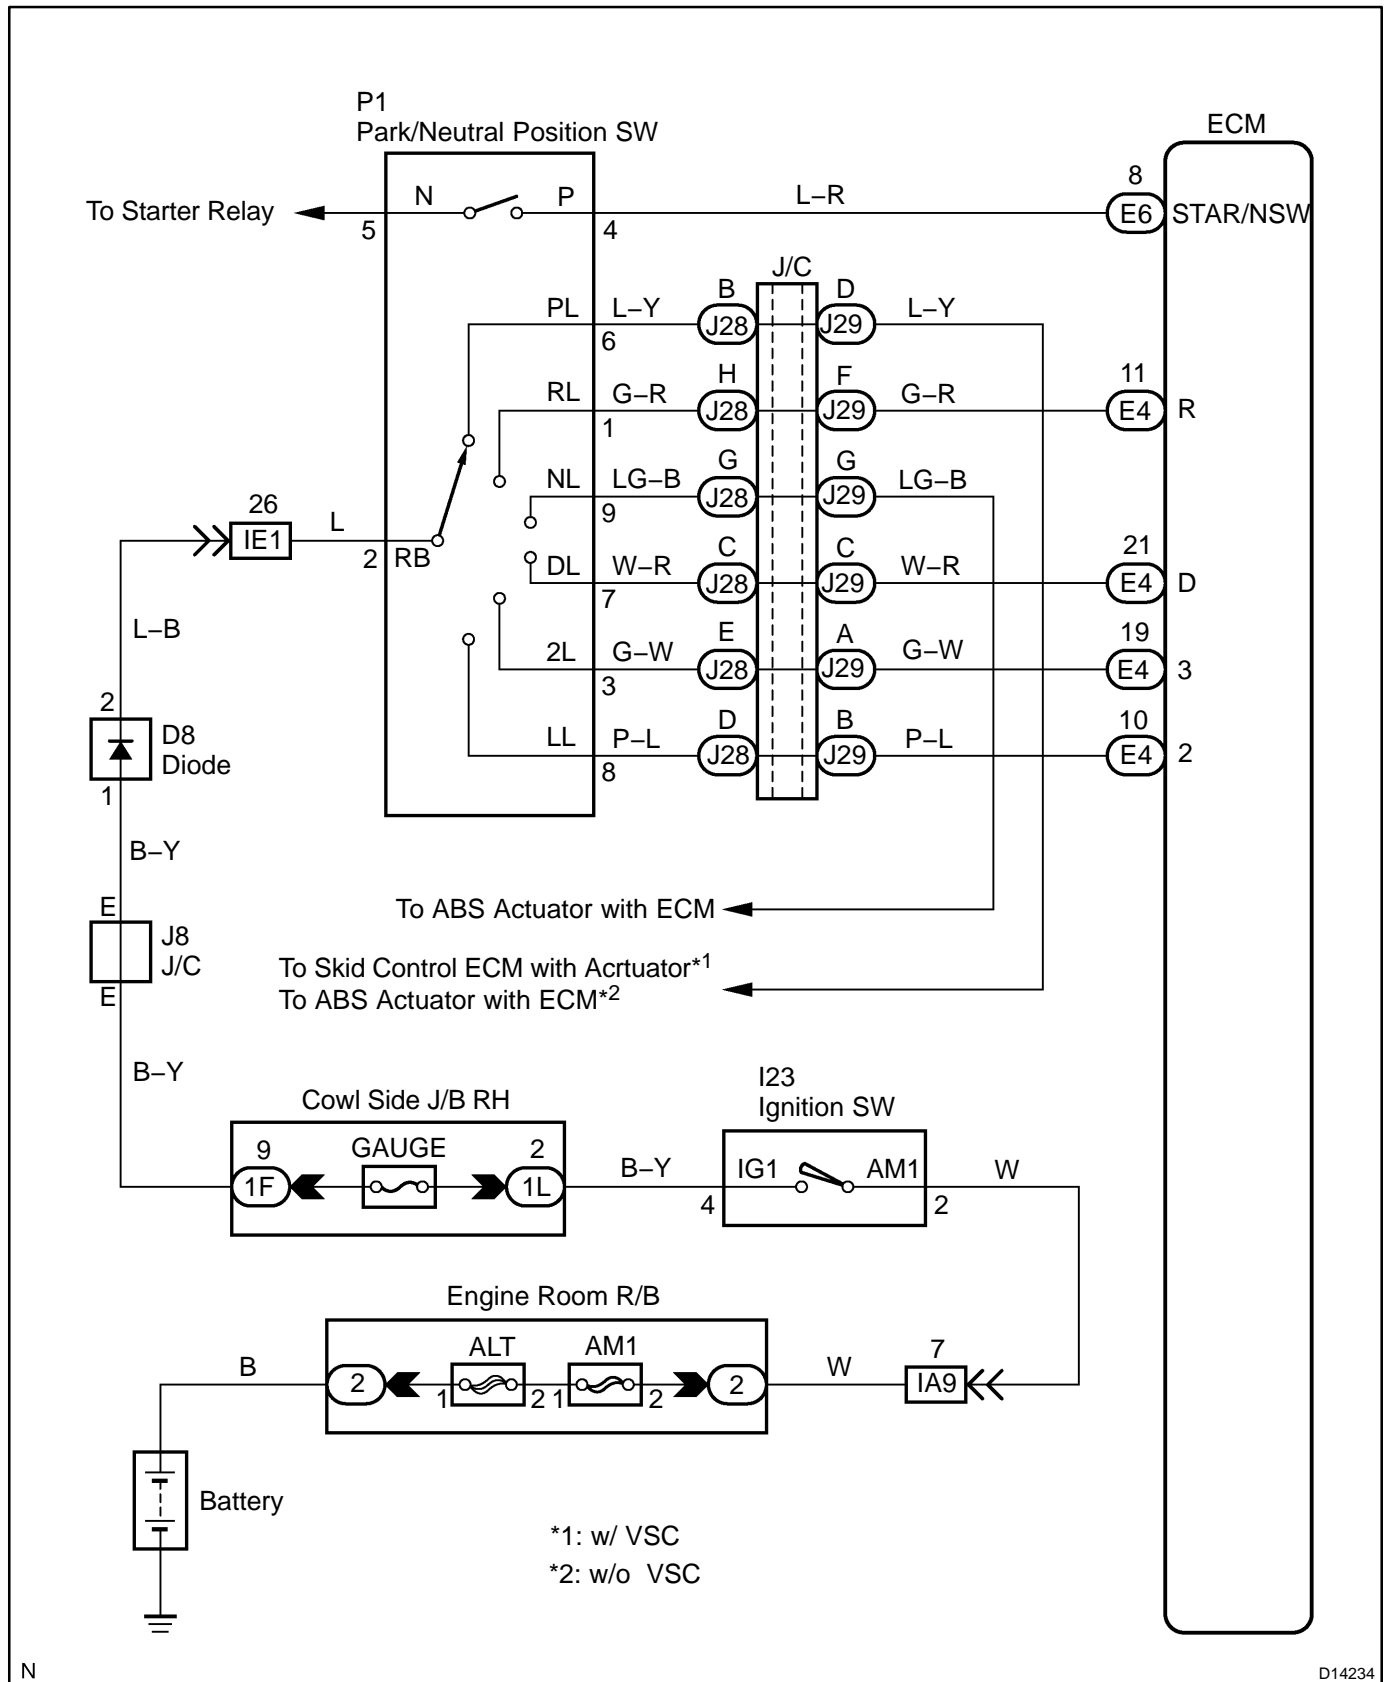 P1
Park/Neutral Position SW
ECM
To Starter Relay
N
P
5
4
L–R
8
E6
STAR/NSW
J/C
PL
L–Y
6
B
J28
D
J29
L–Y
RL
G–R
1
H
J28
F
J29
G–R
11
E4
R
NL
LG–B
9
G
J28
G
J29
LG–B
26
IE1
L
2
RB
DL
W–R
7
C
J28
C
J29
W–R
21
E4
D
L–B
2L
G–W
3
E
J28
A
J29
G–W
19
E4
3
2
D8
Diode
1
LL
P–L
8
D
J28
B
J29
P–L
10
E4
2
B–Y
E
J8
J/C
E
To ABS Actuator with ECM
To Skid Control ECM with Acrtuator*1
To ABS Actuator with ECM*2
B–Y
Cowl Side J/B RH
9
1F
GAUGE
2
1L
B–Y
I23
Ignition SW
IG1
AM1
4
2
W
Engine Room R/B
B
2
ALT
1
2
AM1
1
2
2
W
7
IA9
Battery
*1: w/ VSC
*2: w/o VSC
N
D14234